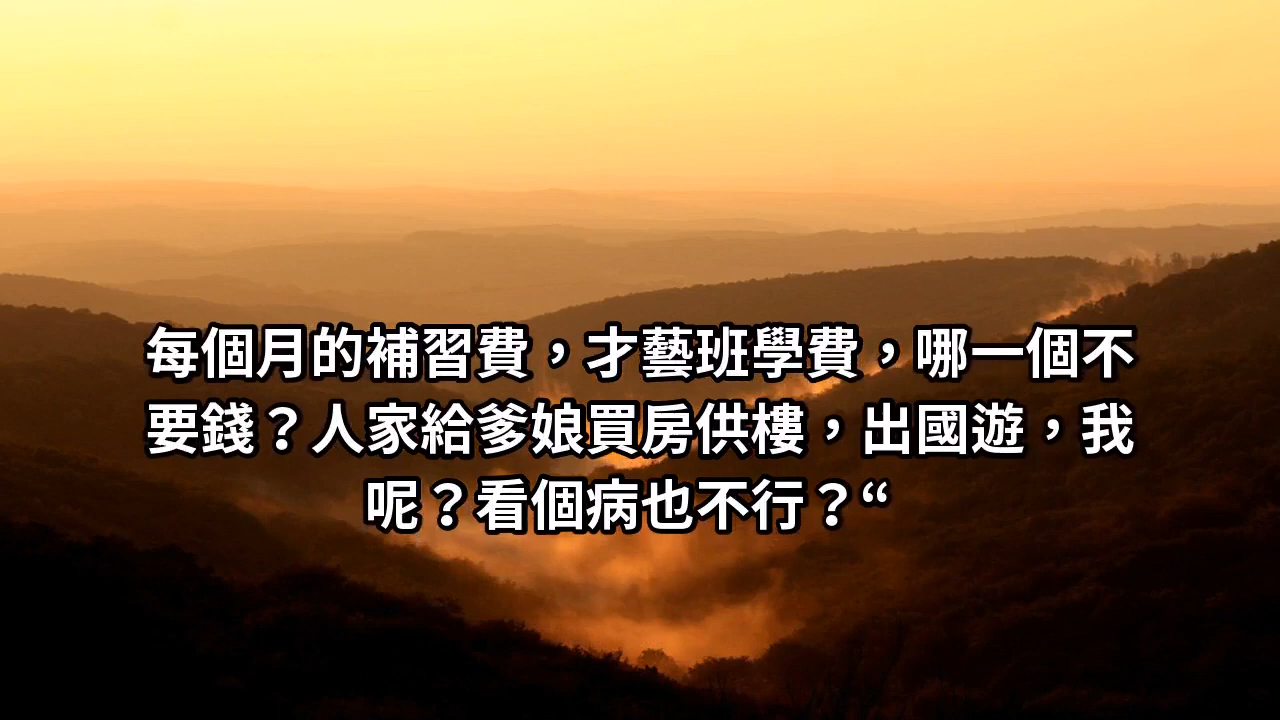 每個月的補習費，才藝班學費，哪一個不
要錢？人家給爹娘買房供樓，出國遊，我
呢？看個病也不行？“